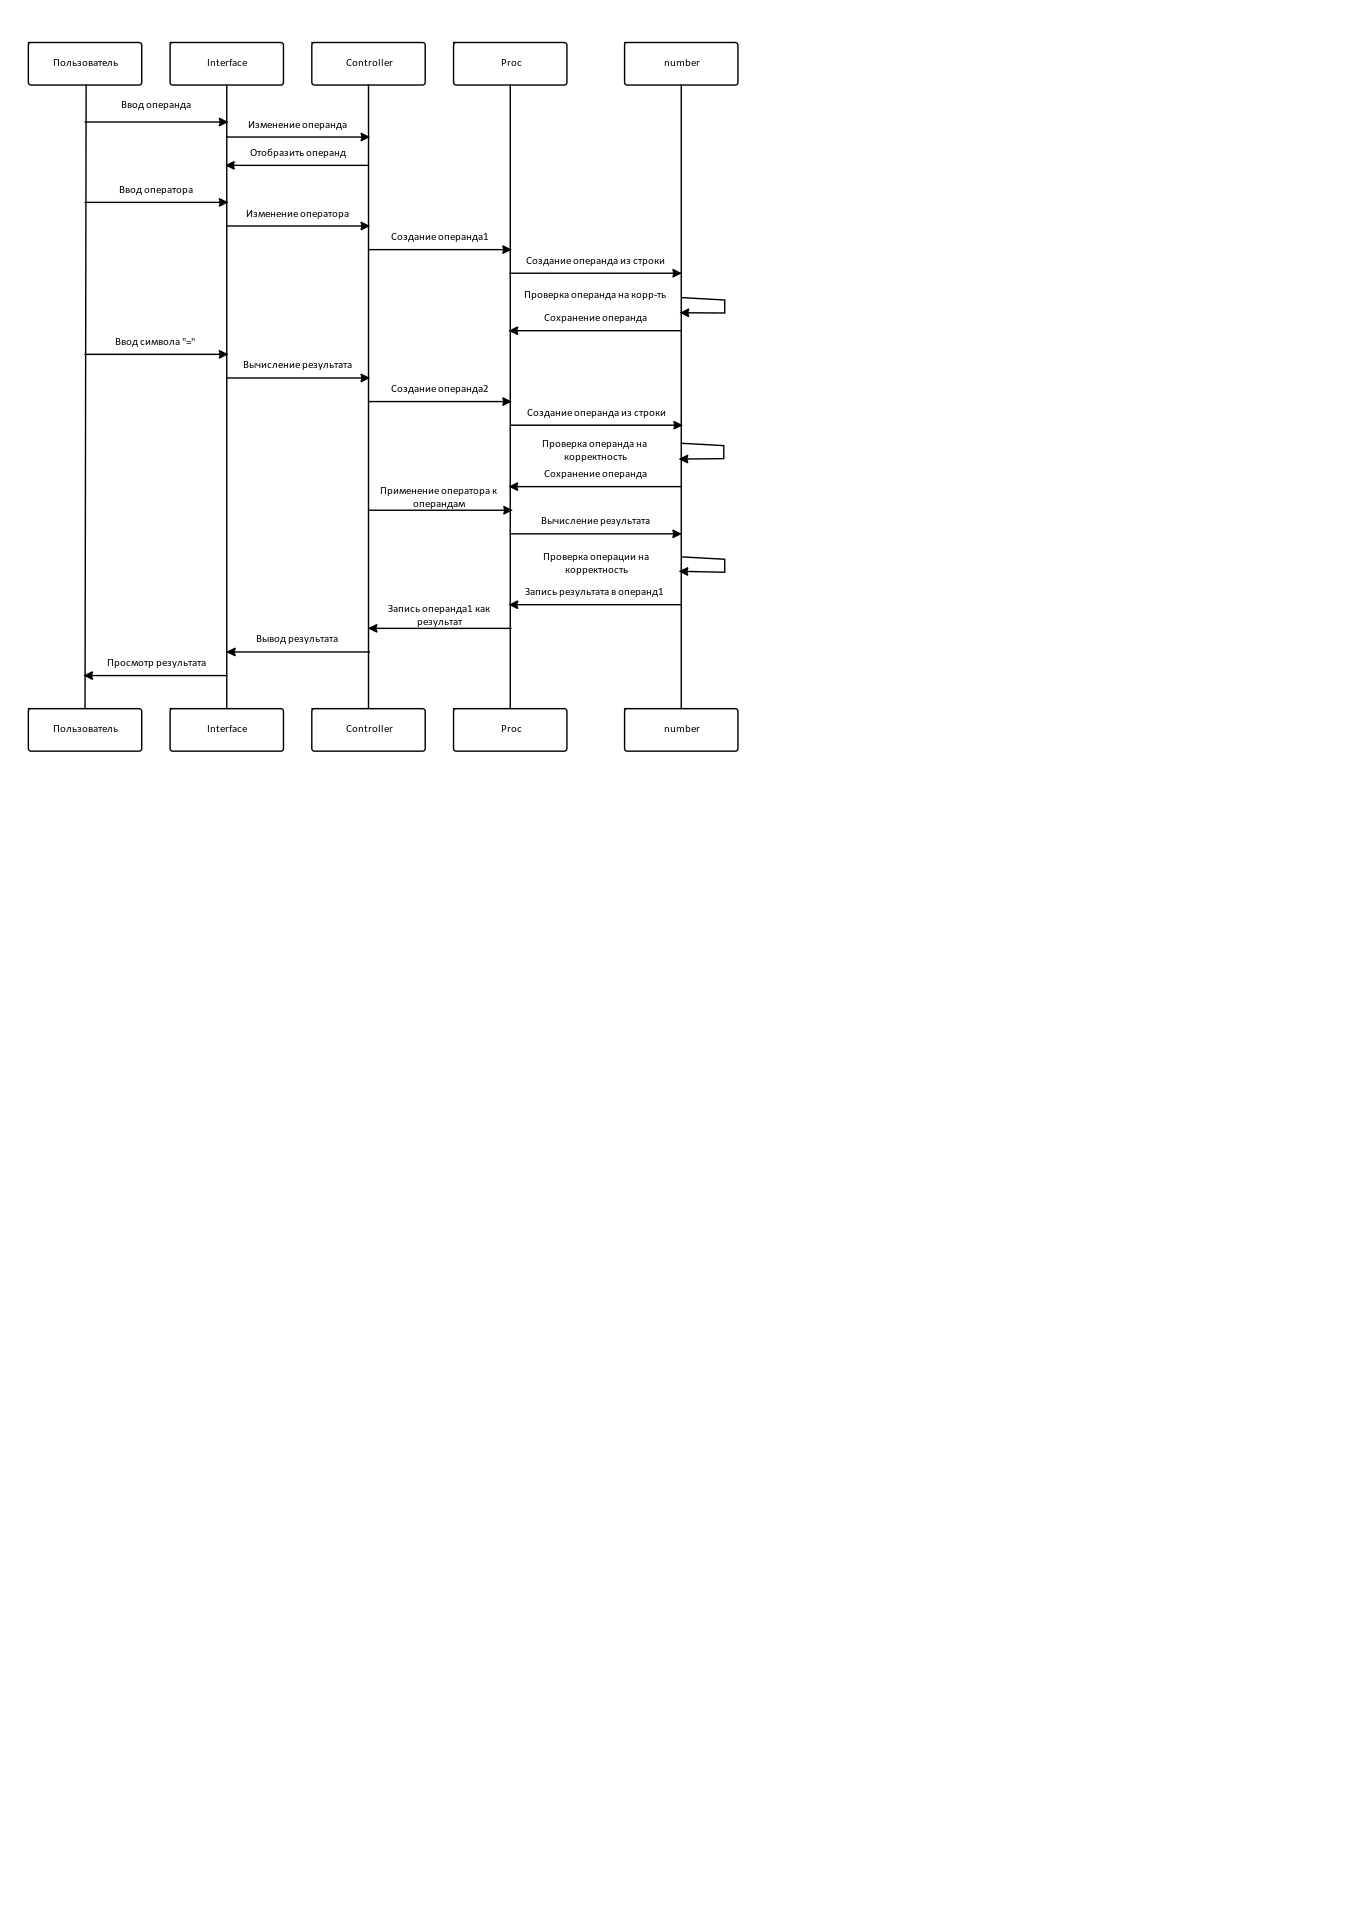 Пользователь
Interface
Controller
Proc
number
Ввод операнда
Изменение операнда
Отобразить операнд
Ввод оператора
Изменение оператора
Создание операнда1
Создание операнда из строки
Проверка операнда на корр-ть
Сохранение операнда
Ввод символа "="
Вычисление результата
Создание операнда2
Создание операнда из строки
Проверка операнда на
корректность
Сохранение операнда
Применение оператора к
операндам
Вычисление результата
Проверка операции на
корректность
Запись результата в операнд1
Запись операнда1 как
результат
Вывод результата
Просмотр результата
Пользователь
Interface
Controller
Proc
number